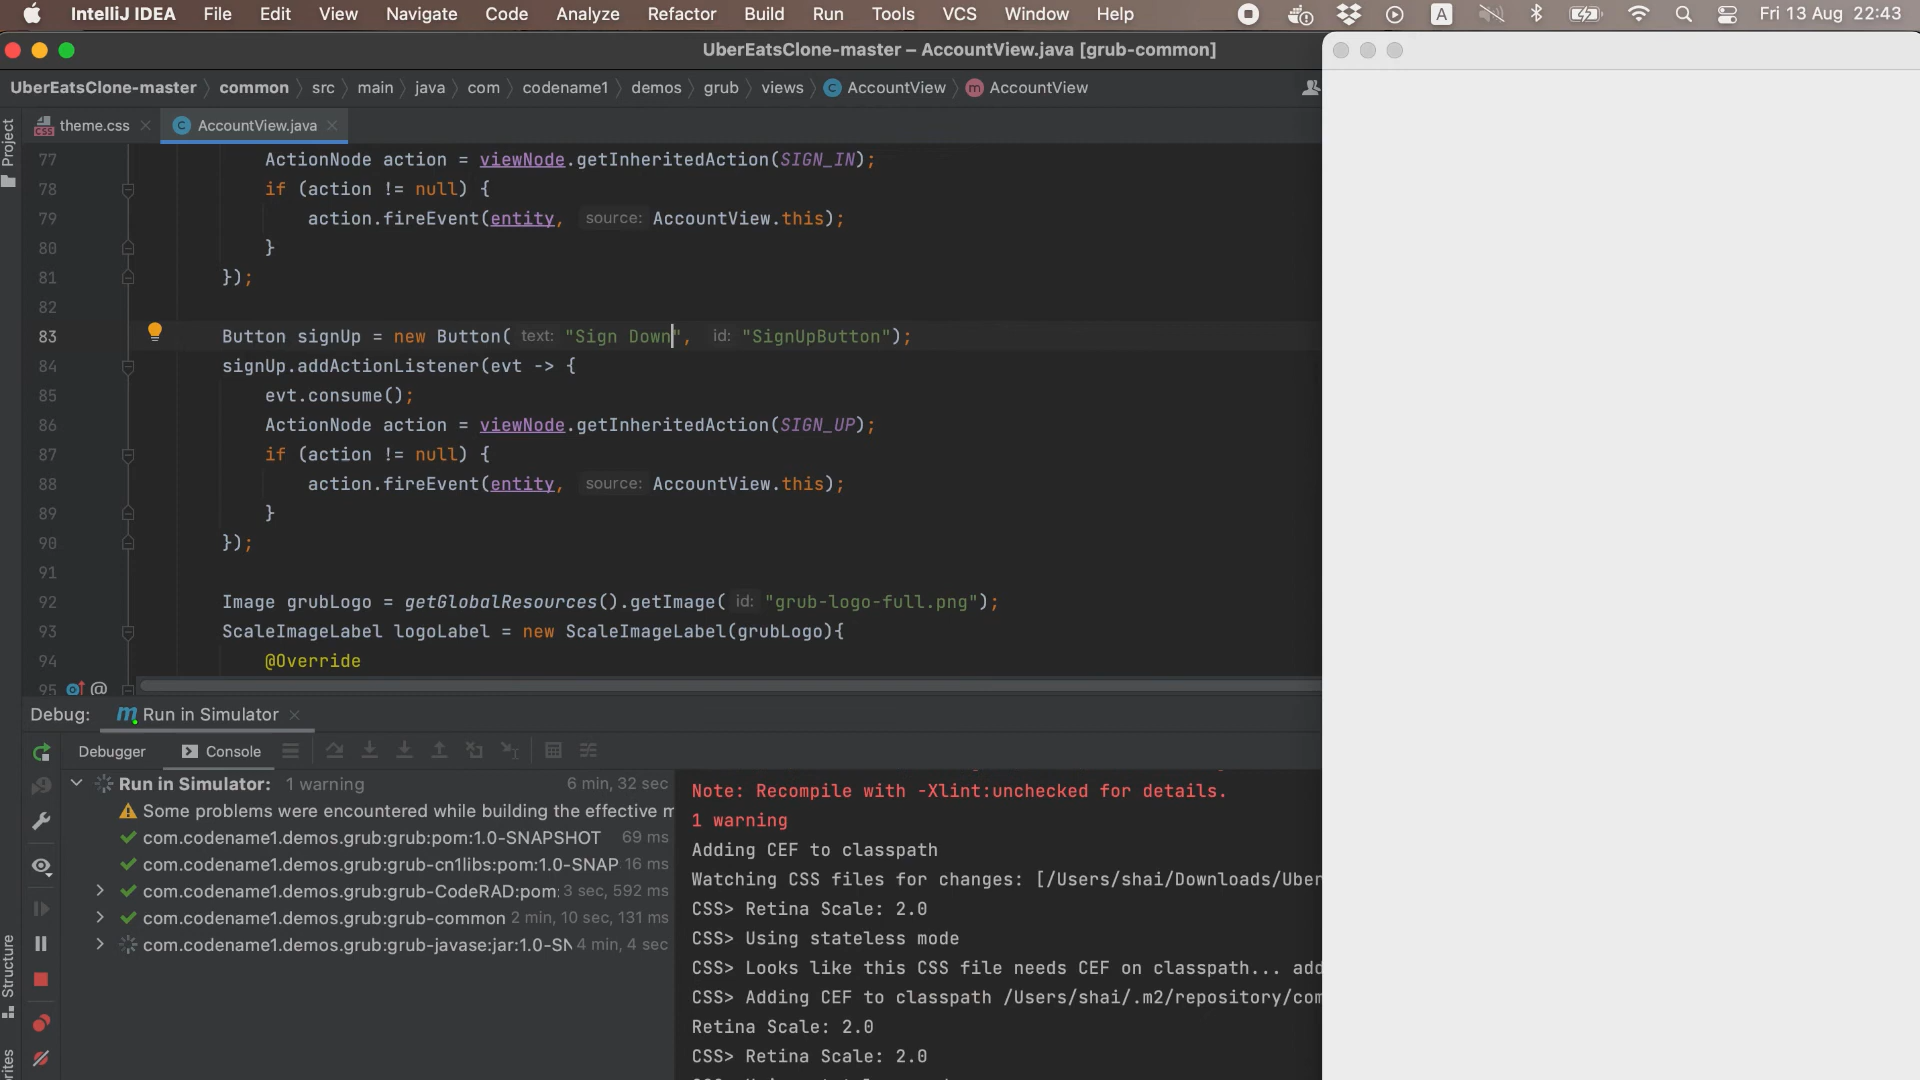 IntelliJ IDEA File Edit View Navigate Code Analyze Refactor Build Run Tools VCS Window Help A Fri 13 Aug 22:43
UberEatsClone-master – AccountView.java [grub-common]
UberEatsClone-master common src main java com codename1 demos grub views C AccountView m AccountView
theme.css AccountView.java
Project
77 ActionNode action = viewNode.getInheritedAction(SIGN_IN);
78 if (action != null) {
79 action.fireEvent(entity, source: AccountView.this);
80 }
81 });
82
83 Button signUp = new Button( text: "Sign Down", id: "SignUpButton");
84 signUp.addActionListener(evt -> {
85 evt.consume();
86 ActionNode action = viewNode.getInheritedAction(SIGN_UP);
87 if (action != null) {
88 action.fireEvent(entity, source: AccountView.this);
89 }
90 });
91
92 Image grubLogo = getGlobalResources().getImage( id: "grub-logo-full.png");
93 ScaleImageLabel logoLabel = new ScaleImageLabel(grubLogo){
94 @Override
95 @
Debug: Run in Simulator
Debugger Console
Run in Simulator: 1 warning 6 min, 32 sec
Some problems were encountered while building the effective m
com.codename1.demos.grub:grub:pom:1.0-SNAPSHOT 69 ms
com.codename1.demos.grub:grub-cn1libs:pom:1.0-SNAP 16 ms
com.codename1.demos.grub:grub-CodeRAD:pom: 3 sec, 592 ms
com.codename1.demos.grub:grub-common 2 min, 10 sec, 131 ms
com.codename1.demos.grub:grub-javase:jar:1.0-SN 4 min, 4 sec
Structure
Note: Recompile with -Xlint:unchecked for details.
1 warning
Adding CEF to classpath
Watching CSS files for changes: [/Users/shai/Downloads/Uber
CSS> Retina Scale: 2.0
CSS> Using stateless mode
CSS> Looks like this CSS file needs CEF on classpath... add
CSS> Adding CEF to classpath /Users/shai/.m2/repository/com
Retina Scale: 2.0
CSS> Retina Scale: 2.0